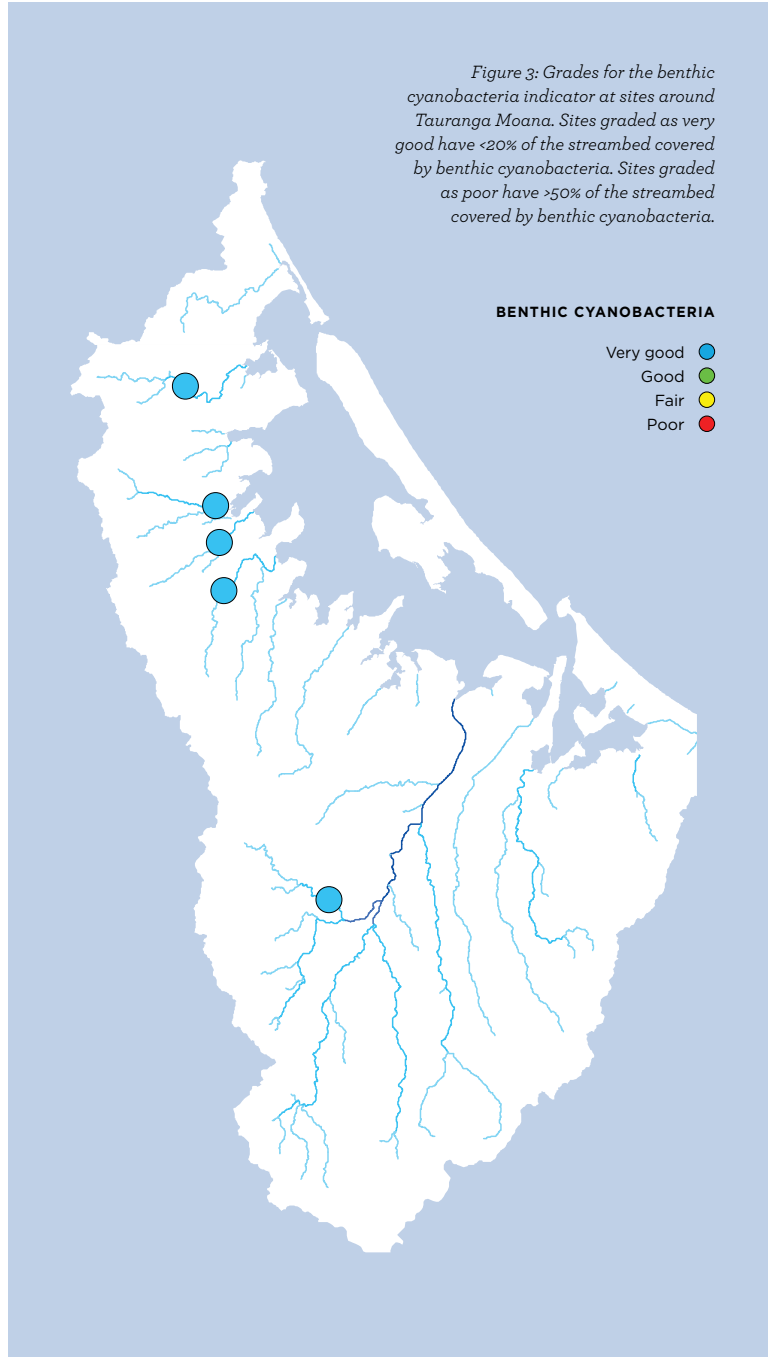 Figure 3: Grades for the benthic
cyanobacteria indicator at sites around
Tauranga Moana. Sites graded as very
good have <20% of the streambed covered
by benthic cyanobacteria. Sites graded
as poor have >50% of the streambed
covered by benthic cyanobacteria.
BENTHIC CYANOBACTERIA
Very good
Good
Fair
Poor